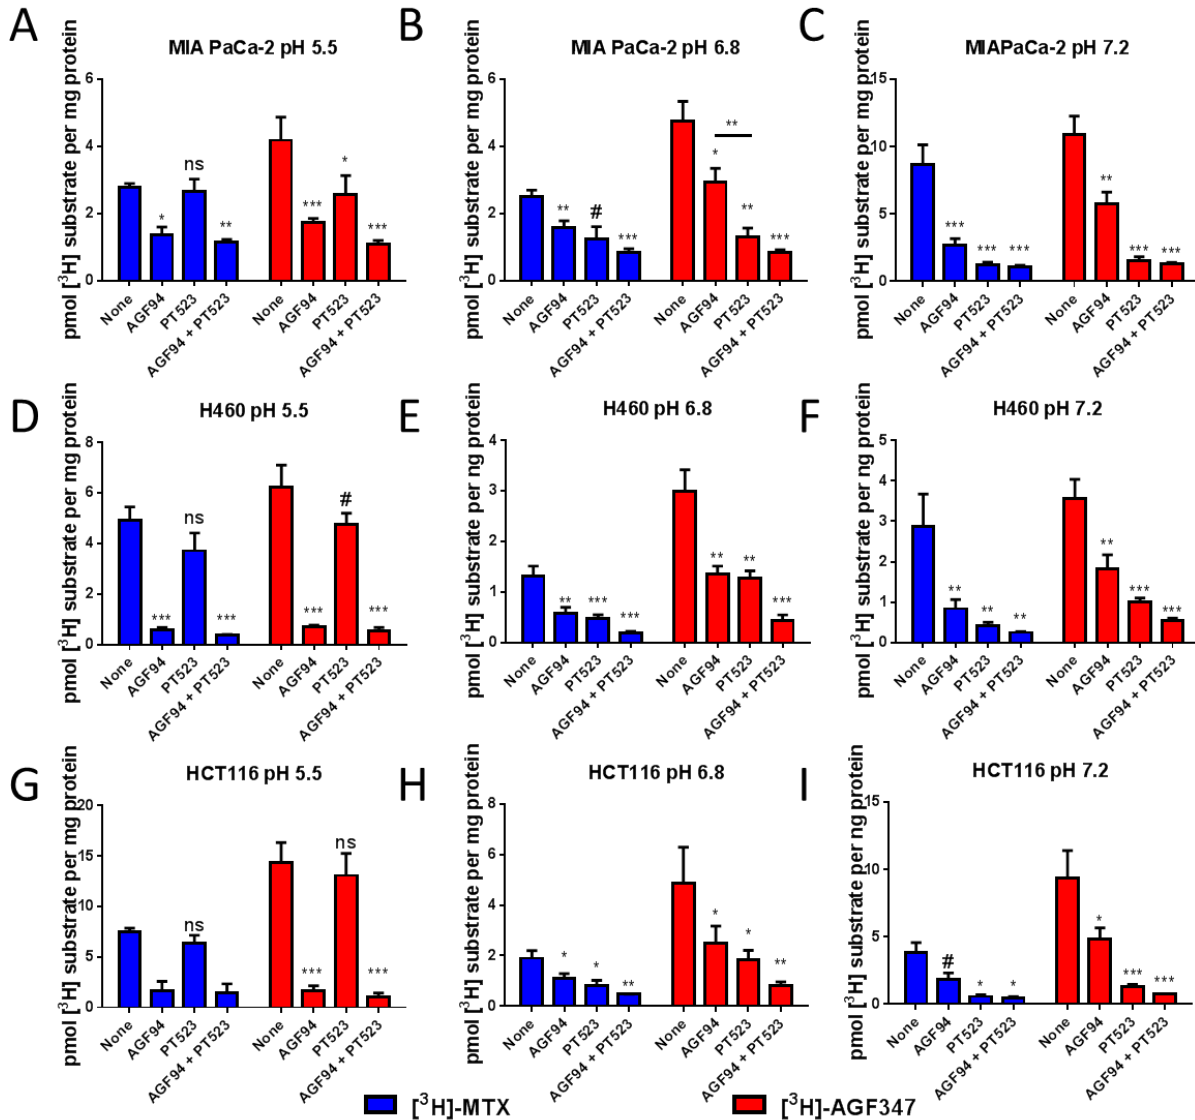 A
MIA PaCa-2 pH 5.5
pmol [³H] substrate per mg protein
6
4
2
0
ns
*
**
***
*
***
None
AGF94
PT523
AGF94 + PT523
None
AGF94
PT523
AGF94 + PT523
B
MIA PaCa-2 pH 6.8
pmol [³H] substrate per mg protein
6
4
2
0
**
#
***
**
*
**
***
None
AGF94
PT523
AGF94 + PT523
None
AGF94
PT523
AGF94 + PT523
C
MIAPaCa-2 pH 7.2
pmol [³H] substrate per mg protein
15
10
5
0
***
***
***
**
***
***
None
AGF94
PT523
AGF94 + PT523
None
AGF94
PT523
AGF94 + PT523
D
H460 pH 5.5
pmol [³H] substrate per mg protein
8
6
4
2
0
***
ns
***
***
#
***
None
AGF94
PT523
AGF94 + PT523
None
AGF94
PT523
AGF94 + PT523
E
H460 pH 6.8
pmol [³H] substrate per ng protein
4
3
2
1
0
**
***
***
**
**
***
None
AGF94
PT523
AGF94 + PT523
None
AGF94
PT523
AGF94 + PT523
F
H460 pH 7.2
pmol [³H] substrate per ng protein
5
4
3
2
1
0
**
**
**
**
***
***
None
AGF94
PT523
AGF94 + PT523
None
AGF94
PT523
AGF94 + PT523
G
HCT116 pH 5.5
pmol [³H] substrate per mg protein
20
15
10
5
0
ns
***
ns
***
None
AGF94
PT523
AGF94 + PT523
None
AGF94
PT523
AGF94 + PT523
H
HCT116 pH 6.8
pmol [³H] substrate per mg protein
8
6
4
2
0
*
*
**
*
*
**
None
AGF94
PT523
AGF94 + PT523
None
AGF94
PT523
AGF94 + PT523
I
HCT116 pH 7.2
pmol [³H] substrate per ng protein
15
10
5
0
#
*
*
*
***
***
None
AGF94
PT523
AGF94 + PT523
None
AGF94
PT523
AGF94 + PT523
[³H]-MTX
[³H]-AGF347